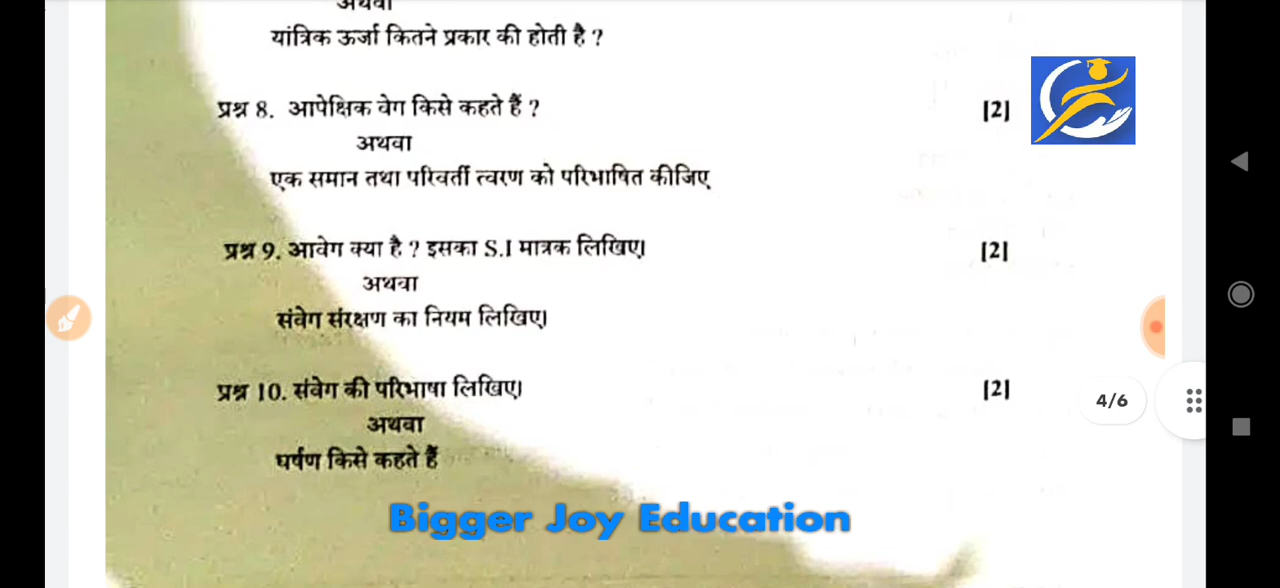 अथवा
यांत्रिक ऊर्जा कितने प्रकार की होती है ?
प्रश्न 8. आपेक्षिक वेग किसे कहते हैं ? [2]
अथवा
एक समान तथा परिवर्ती त्वरण को परिभाषित कीजिए
प्रश्न 9. आवेग क्या है ? इसका S.I मात्रक लिखिए। [2]
अथवा
संवेग संरक्षण का नियम लिखिए।
प्रश्न 10. संवेग की परिभाषा लिखिए। [2]
4/6
अथवा
घर्षण किसे कहते हैं
Bigger Joy Education